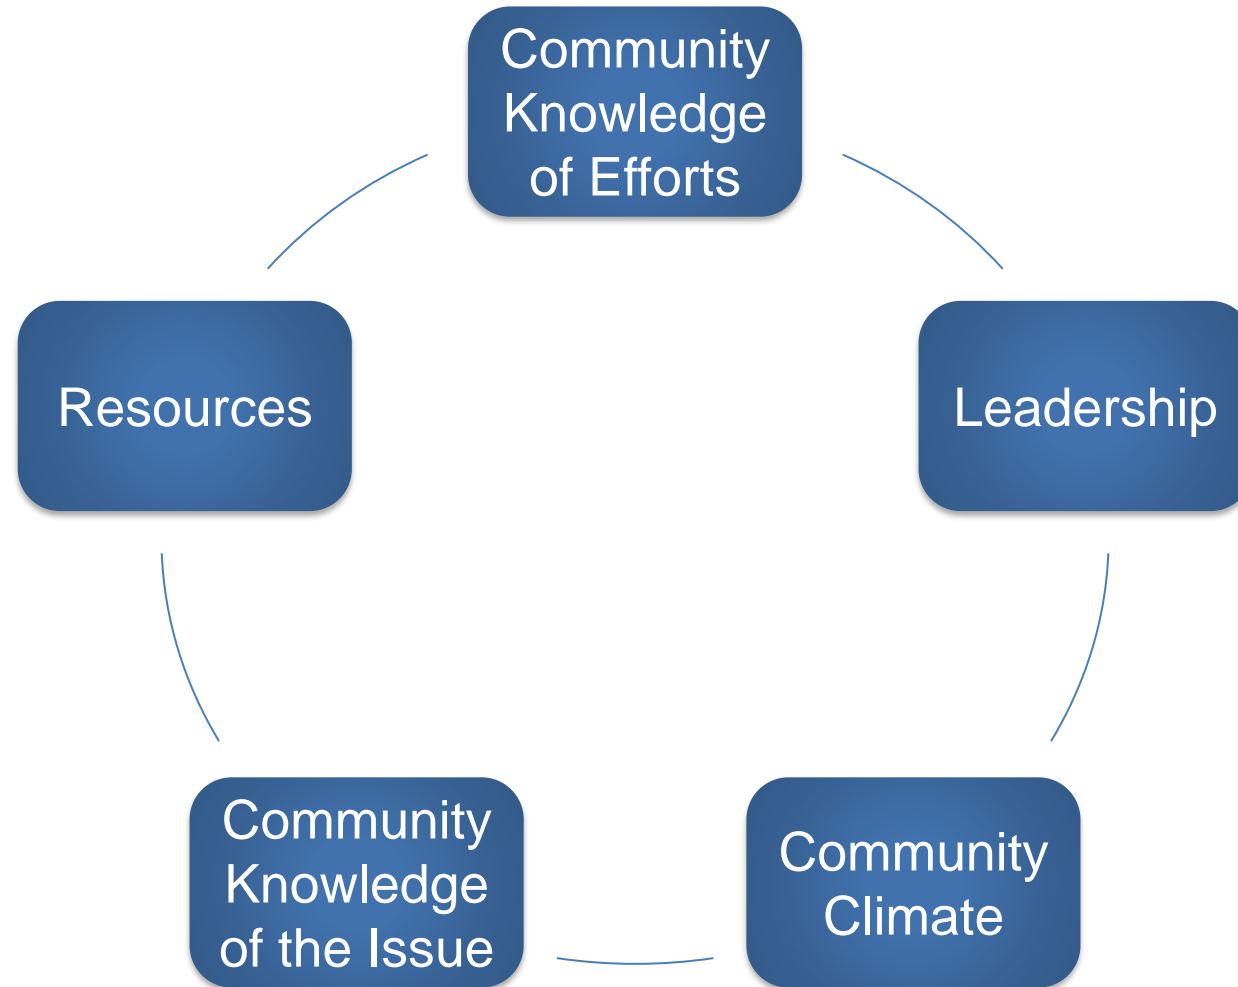 Community
Knowledge
of Efforts
Resources
Leadership
Community
Knowledge
of the Issue
Community
Climate